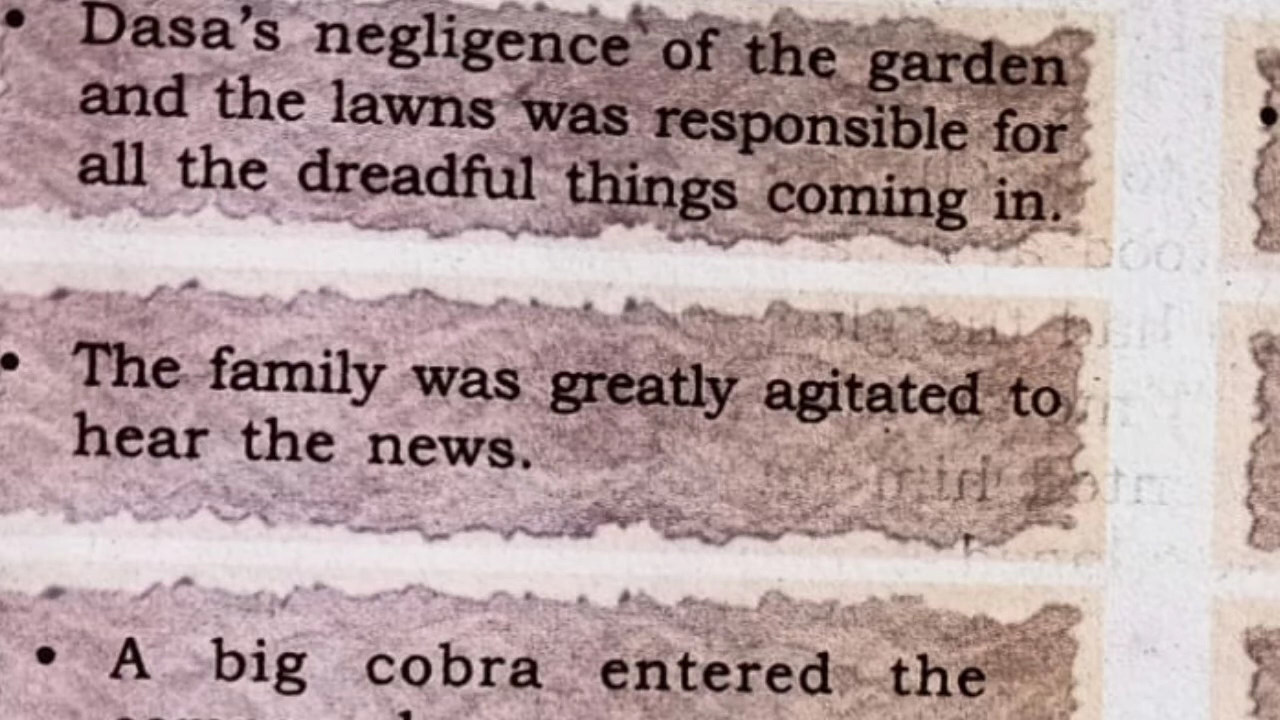 • Dasa's negligence of the garden
and the lawns was responsible for
all the dreadful things coming in.
• The family was greatly agitated to
hear the news.
• A big cobra entered the